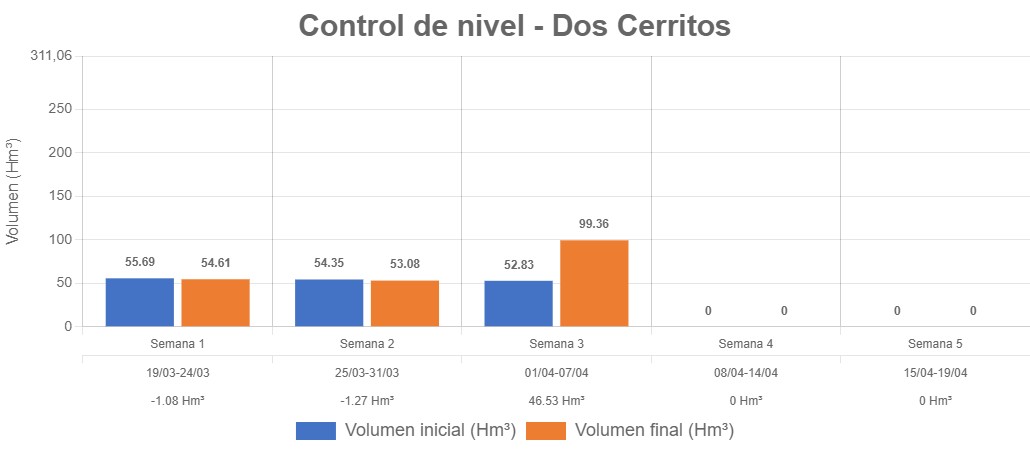 Control de nivel - Dos Cerritos
311,06
250
200
150
100
50
0
Volumen (Hm³)
55.69
54.61
54.35
53.08
52.83
99.36
0
0
0
0
Semana 1
Semana 2
Semana 3
Semana 4
Semana 5
19/03-24/03
25/03-31/03
01/04-07/04
08/04-14/04
15/04-19/04
-1.08 Hm³
-1.27 Hm³
46.53 Hm³
0 Hm³
0 Hm³
Volumen inicial (Hm³)
Volumen final (Hm³)